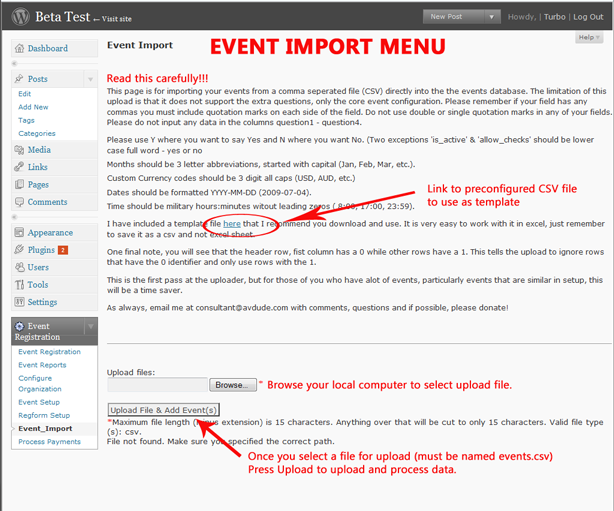 Beta Test ← Visit site
New Post
Howdy, | Turbo | Log Out
Help
Dashboard
Posts
Edit
Add New
Tags
Categories
Media
Links
Pages
Comments
Appearance
Plugins 2
Users
Tools
Settings
Event
Registration
Event Registration
Event Reports
Configure
Organization
Event Setup
Regform Setup
Event_Import
Process Payments
Event Import
EVENT IMPORT MENU
Read this carefully!!!
This page is for importing your events from a comma seperated file (CSV) directly into the the events database. The limitation of
this upload is that it does not support the extra questions, only the core event configuration. Please remember if your field has any
commas you must include quotation marks on each side of the field. Do not use double or single quotation marks in any of your fields.
Please do not input any data in the columns question1 - question4.
Please use Y where you want to say Yes and N where you want No. (Two exceptions 'is_active' & 'allow_checks' should be lower
case full word - yes or no
Months should be 3 letter abbreviations, started with capital (Jan, Feb, Mar, etc.).
Custom Currency codes should be 3 digit all caps (USD, AUD, etc.)
Dates should be formatted YYYY-MM-DD (2009-07-04).
Time should be military hours:minutes witout leading zeros ( 8:00, 17:00, 23:59).
Link to preconfigured CSV file
to use as template
I have included a template file here that I recommend you download and use. It is very easy to work with it in excel, just remember
to save it as a csv and not excel sheet.
One final note, you will see that the header row, fist column has a 0 while other rows have a 1. This tells the upload to ignore rows
that have the 0 identifier and only use rows with the 1.
This is the first pass at the uploader, but for those of you who have alot of events, particularly events that are similar in setup, this
will be a time saver.
As always, email me at consultant@avdude.com with comments, questions and if possible, please donate!
Upload files:
Browse... * Browse your local computer to select upload file.
Upload File & Add Event(s)
*Maximum file length (minus extension) is 15 characters. Anything over that will be cut to only 15 characters. Valid file type
(s): csv.
File not found. Make sure you specified the correct path.
Once you select a file for upload (must be named events.csv)
Press Upload to upload and process data.